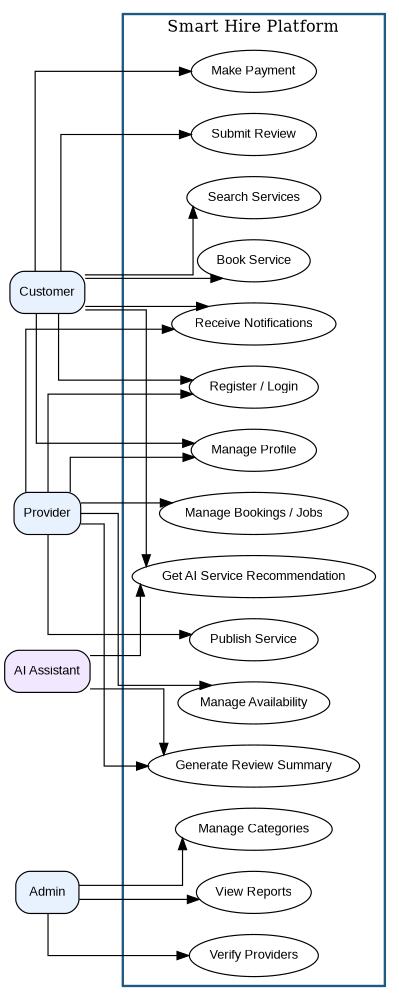 Smart Hire Platform
Make Payment
Submit Review
Search Services
Book Service
Customer
Receive Notifications
Register / Login
Manage Profile
Provider
Manage Bookings / Jobs
Get AI Service Recommendation
Publish Service
AI Assistant
Manage Availability
Generate Review Summary
Manage Categories
Admin
View Reports
Verify Providers